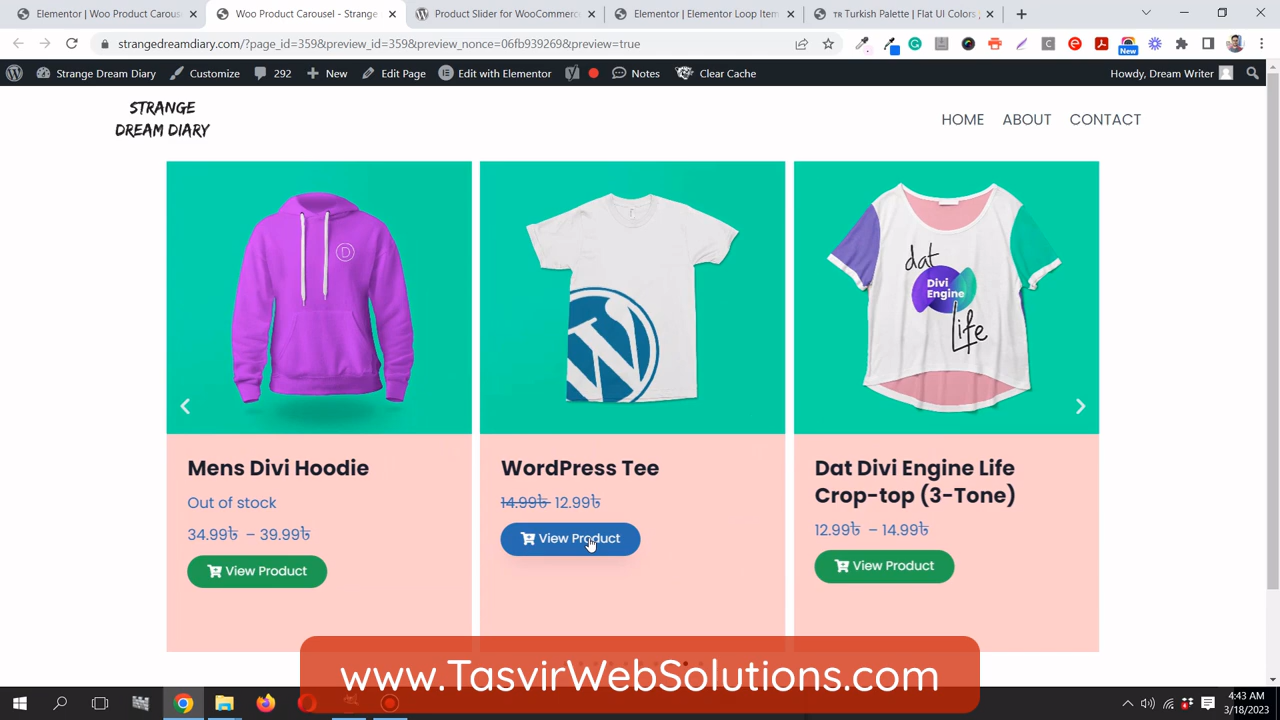 Elementor | Woo Product Carous
Woo Product Carousel - Strange
Product Slider for WooCommerc
Elementor | Elementor Loop Item
TR Turkish Palette | Flat UI Colors
strangedreamdiary.com/?page_id=359&preview_id=359&preview_nonce=06fb932698&preview=true
New
Strange Dream Diary
Customize
292
New
Edit Page
Edit with Elementor
Notes
Clear Cache
Howdy, Dream Writer
STRANGE
DREAM DIARY
HOME
ABOUT
CONTACT
D
dat
Divi
Engine
Life
Mens Divi Hoodie
Out of stock
34.99৳ – 39.99৳
View Product
WordPress Tee
14.99৳ 12.99৳
View Product
Dat Divi Engine Life
Crop-top (3-Tone)
12.99৳ – 14.99৳
View Product
www.TasvirWebSolutions.com
4:43 AM
3/18/2023